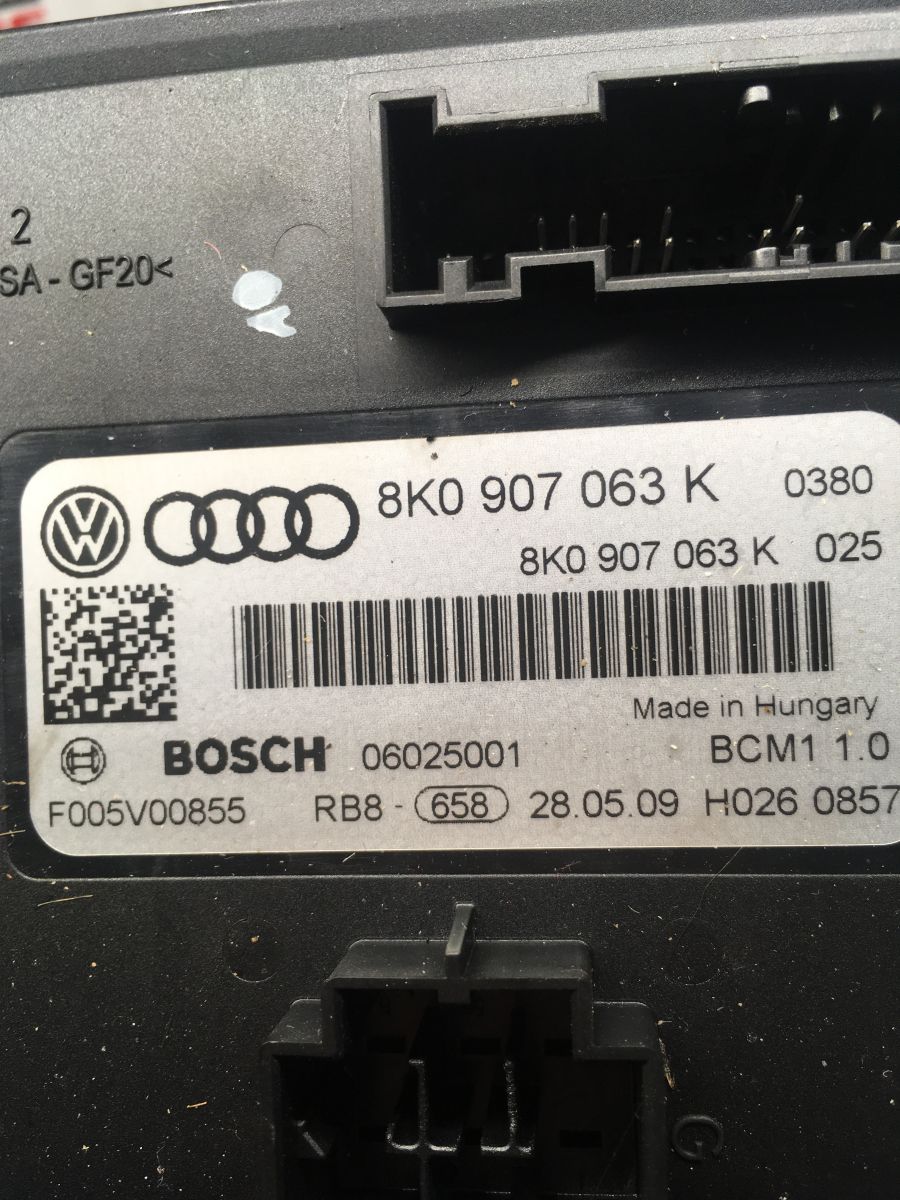 2
SA - GF20<
8K0 907 063 K 0380
8K0 907 063 K 025
Made in Hungary
BOSCH 06025001 BCM1 1.0
F005V00855 RB8 - 658 28.05.09 H026 0857
G